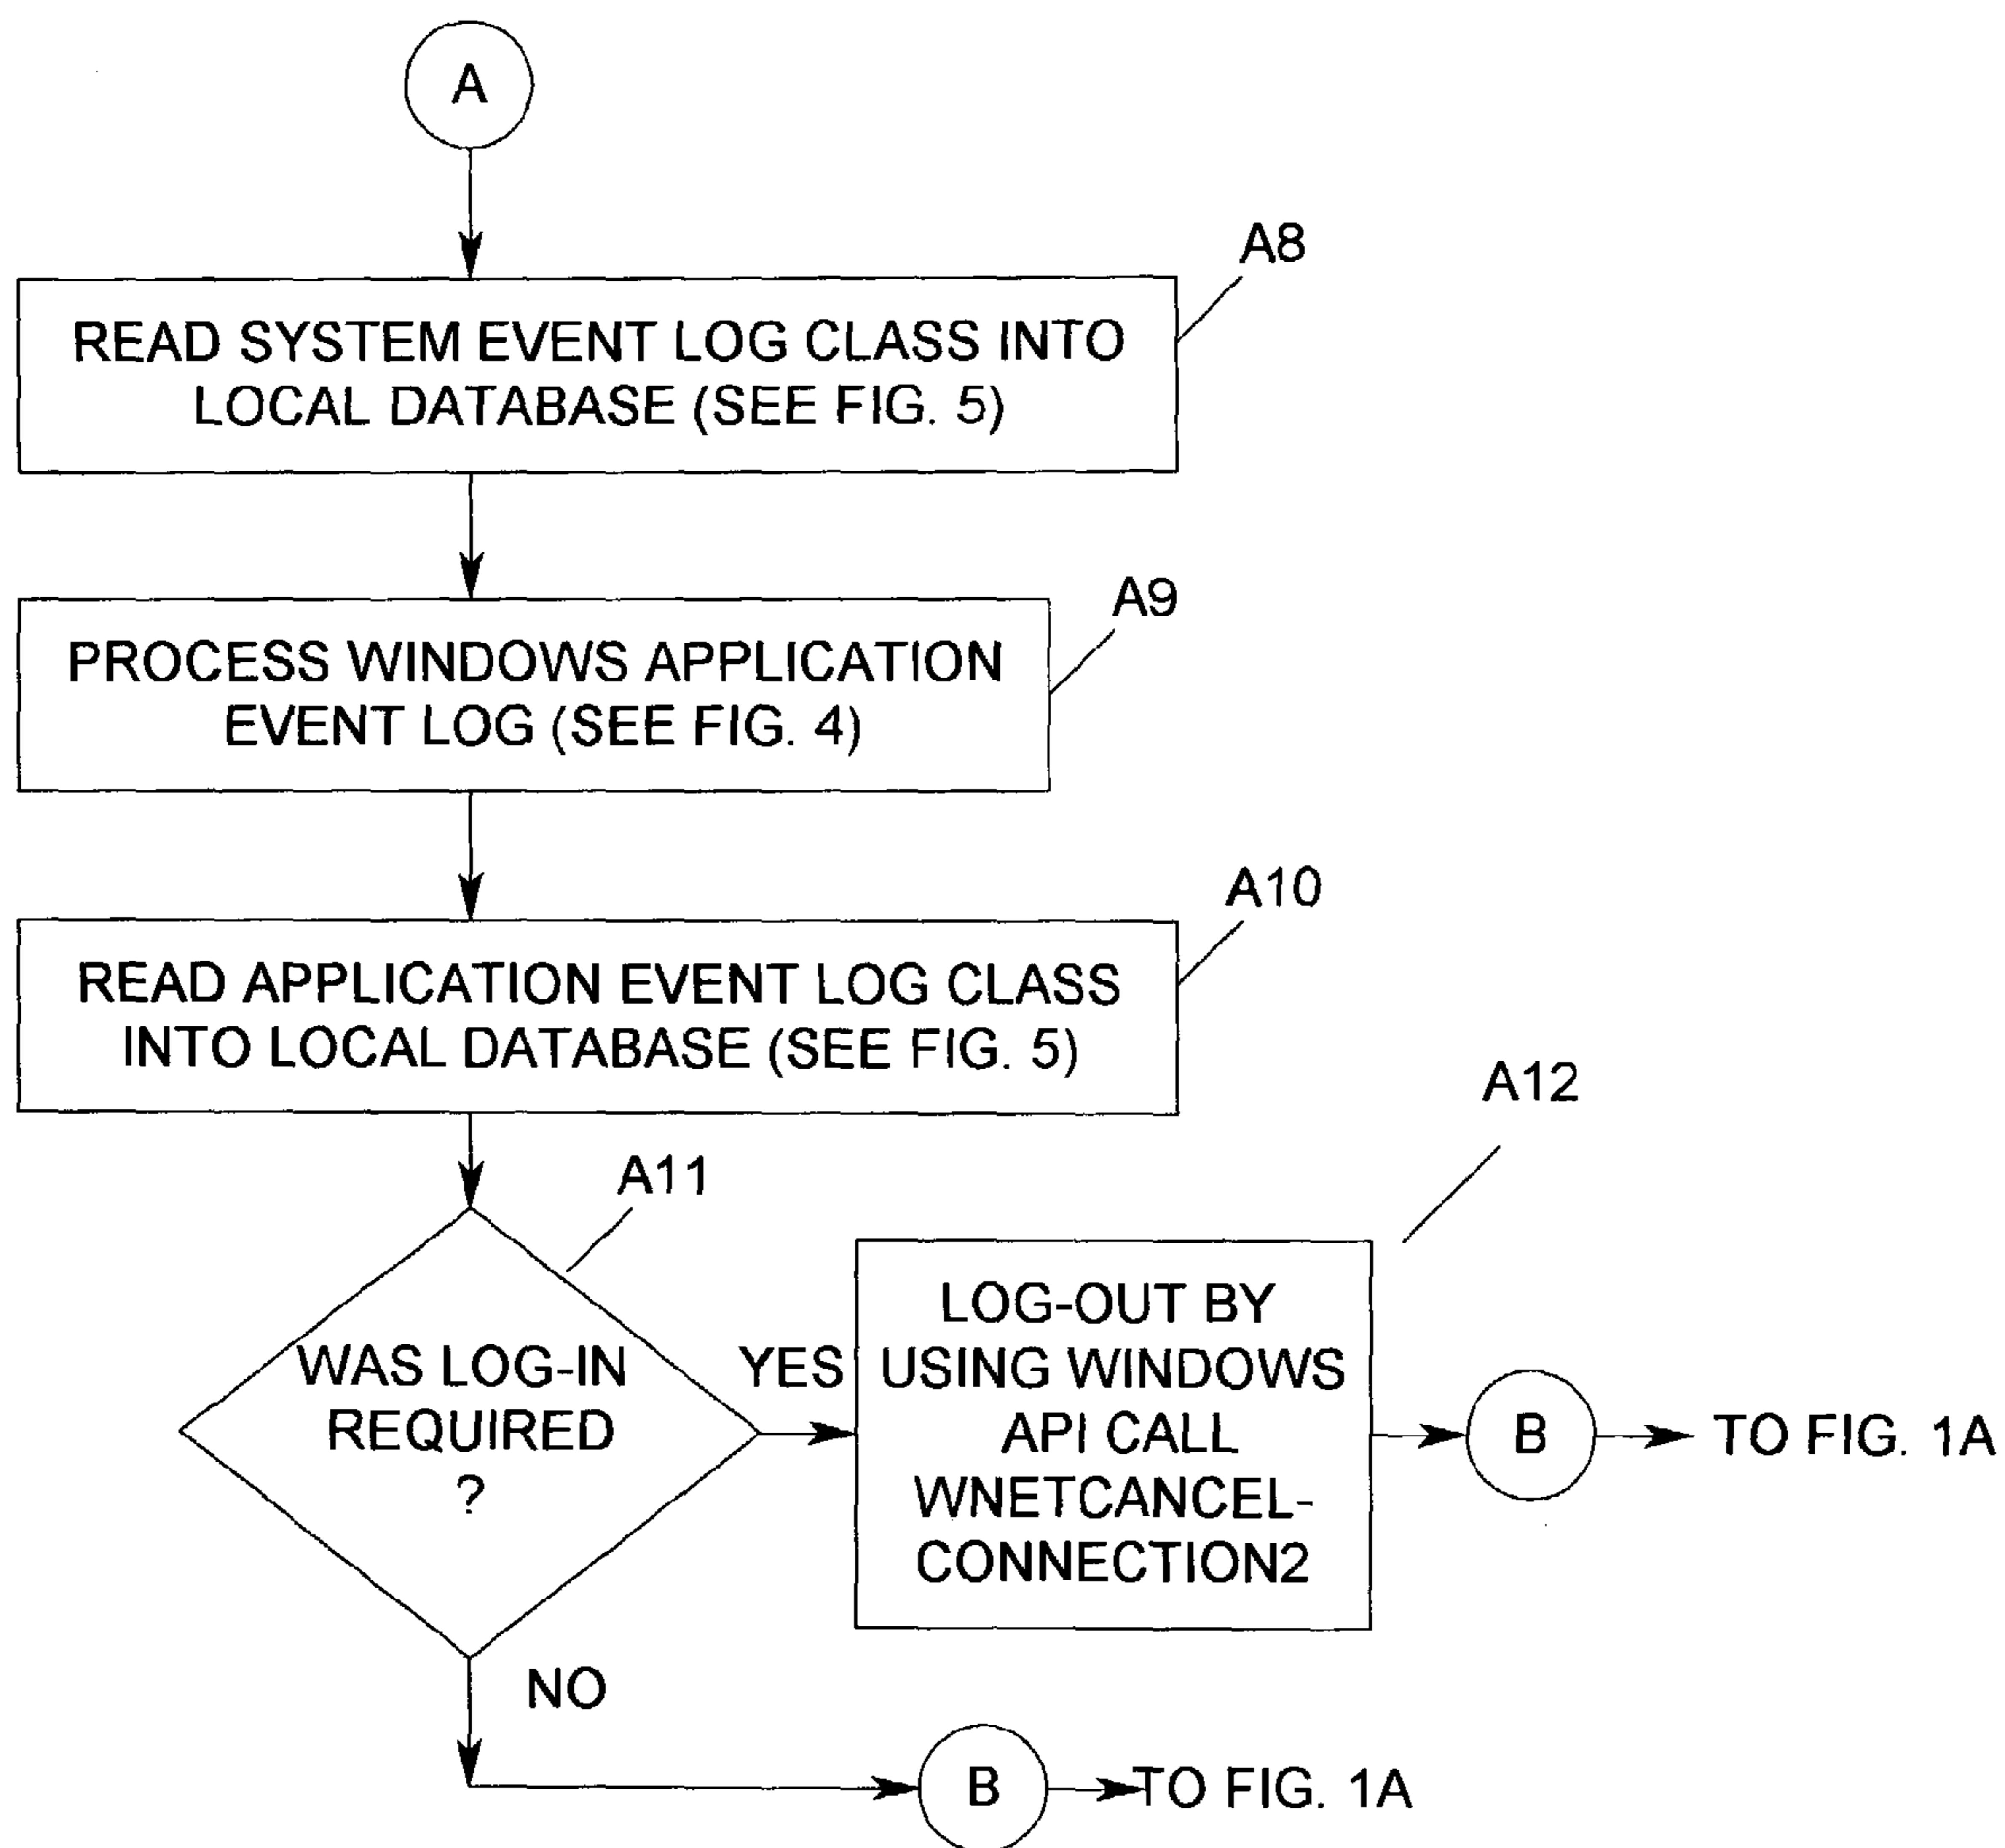 A
A8
READ SYSTEM EVENT LOG CLASS INTO
LOCAL DATABASE (SEE FIG. 5)
A9
PROCESS WINDOWS APPLICATION
EVENT LOG (SEE FIG. 4)
A10
READ APPLICATION EVENT LOG CLASS
INTO LOCAL DATABASE (SEE FIG. 5)
A11
WAS LOG-IN
REQUIRED
?
YES
A12
LOG-OUT BY
USING WINDOWS
API CALL
WNETCANCEL-
CONNECTION2
B
TO FIG. 1A
NO
B
TO FIG. 1A